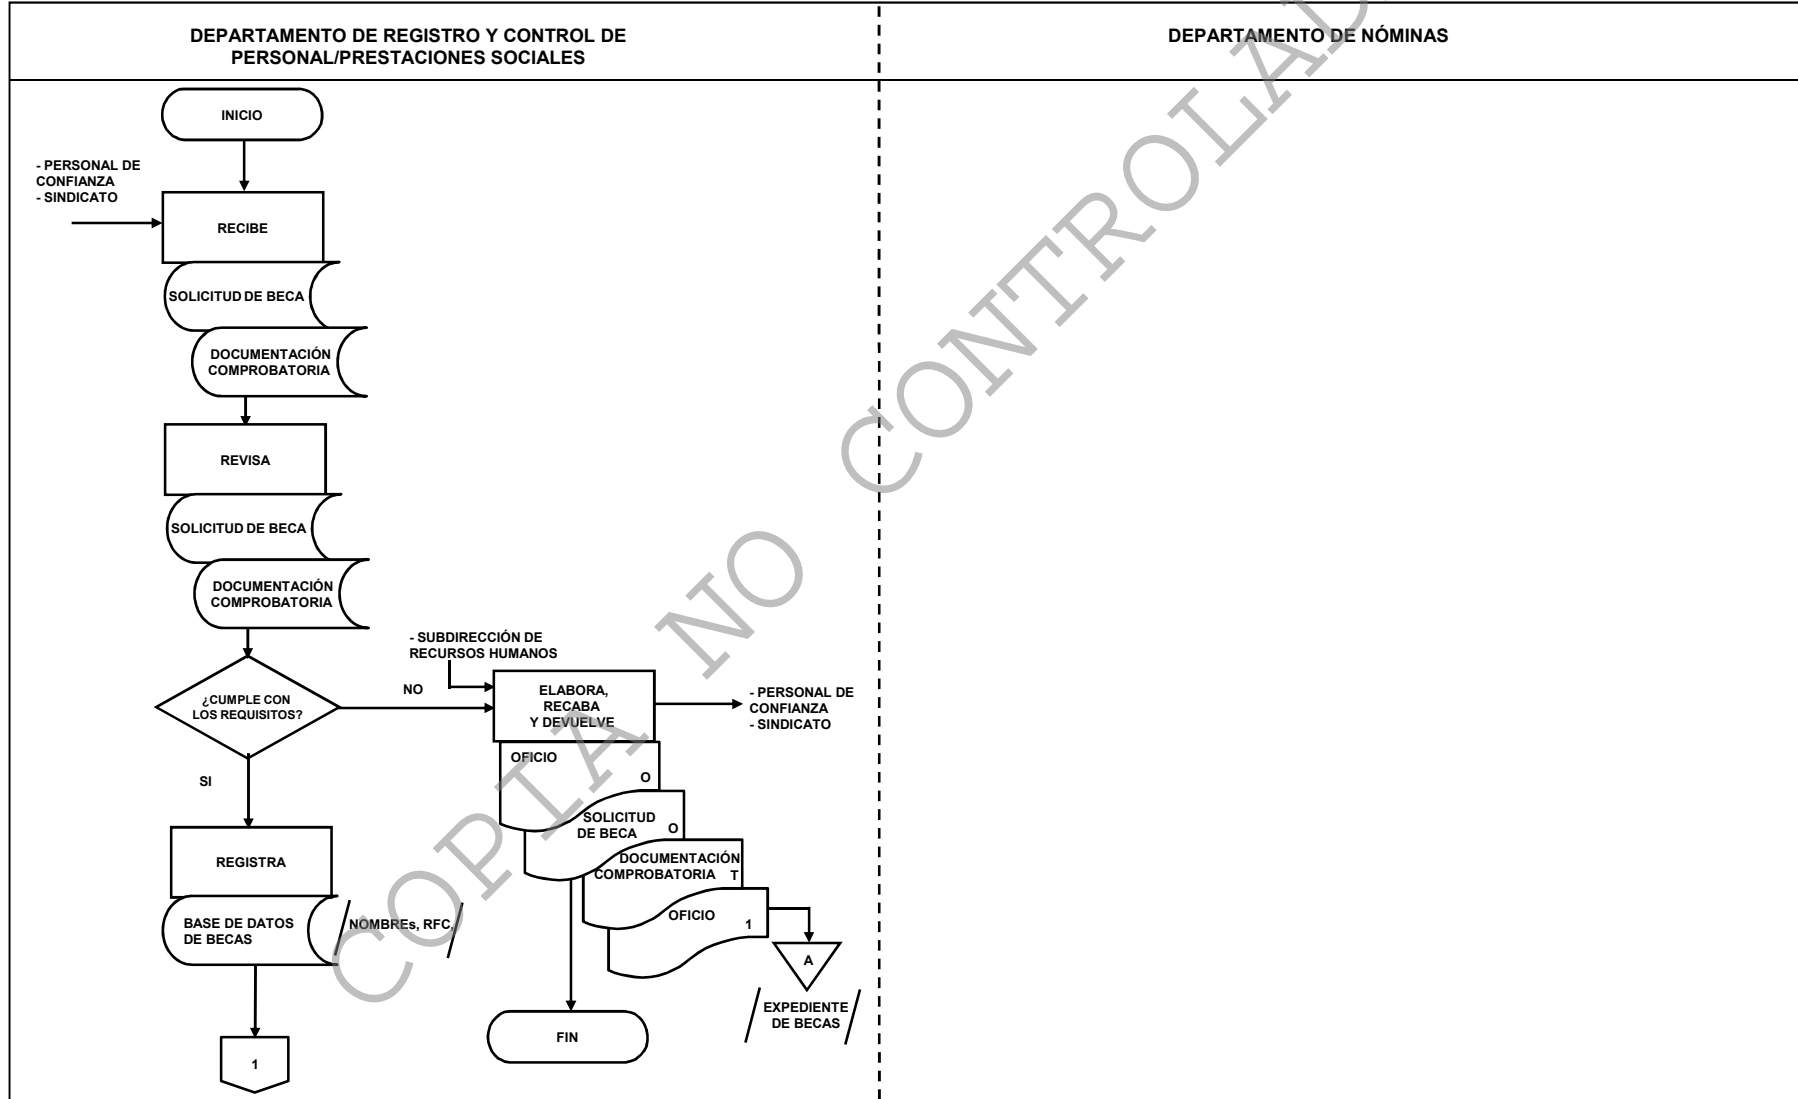 DEPARTAMENTO DE REGISTRO Y CONTROL DE
PERSONAL/PRESTACIONES SOCIALES
DEPARTAMENTO DE NÓMINAS
INICIO
- PERSONAL DE
CONFIANZA
- SINDICATO
RECIBE
SOLICITUD DE BECA
DOCUMENTACIÓN
COMPROBATORIA
REVISA
SOLICITUD DE BECA
DOCUMENTACIÓN
COMPROBATORIA
¿CUMPLE CON
LOS REQUISITOS?
NO
- SUBDIRECCIÓN DE
RECURSOS HUMANOS
ELABORA,
RECABA
Y DEVUELVE
- PERSONAL DE
CONFIANZA
- SINDICATO
OFICIO
O
SOLICITUD
DE BECA
O
DOCUMENTACIÓN
COMPROBATORIA T
OFICIO
1
A
EXPEDIENTE
DE BECAS
FIN
SI
REGISTRA
BASE DE DATOS
DE BECAS
NOMBREs, RFC,
1
COPIA NO CONTROLAD